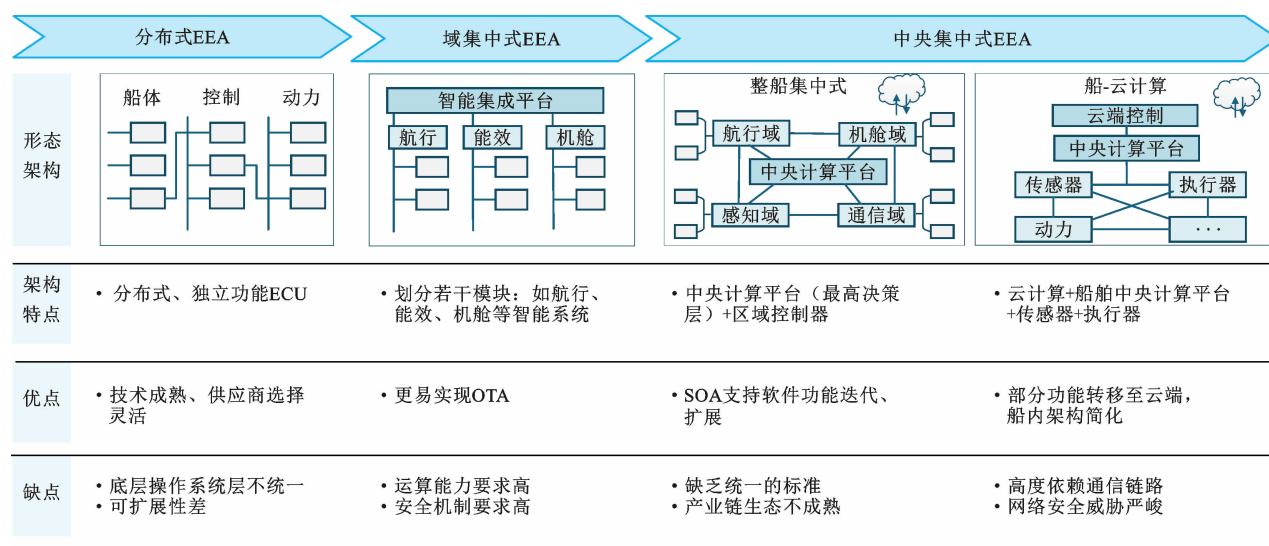 分布式EEA
域集中式EEA
中央集中式EEA
形态
架构
船体
控制
动力
智能集成平台
航行
能效
机舱
整船集中式
航行域
机舱域
中央计算平台
感知域
通信域
船-云计算
云端控制
中央计算平台
传感器
执行器
动力
···
架构
特点
• 分布式、独立功能ECU
• 划分若干模块：如航行、
能效、机舱等智能系统
• 中央计算平台（最高决策
层）+区域控制器
• 云计算+船舶中央计算平台
+传感器+执行器
优点
• 技术成熟、供应商选择
灵活
• 更易实现OTA
• SOA支持软件功能迭代、
扩展
• 部分功能转移至云端，
船内架构简化
缺点
• 底层操作系统层不统一
• 可扩展性差
• 运算能力要求高
• 安全机制要求高
• 缺乏统一的标准
• 产业链生态不成熟
• 高度依赖通信链路
• 网络安全威胁严峻